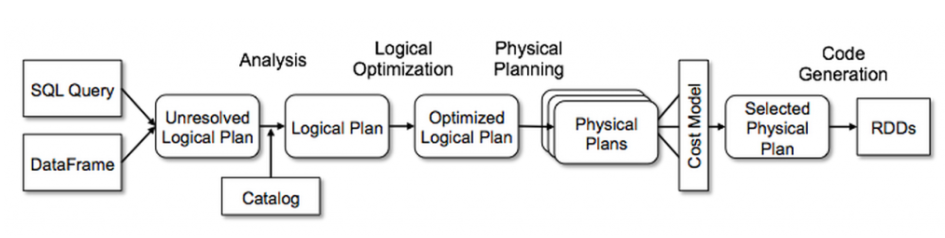 Analysis
Logical
Optimization
Physical
Planning
Code
Generation
SQL Query
DataFrame
Unresolved
Logical Plan
Logical Plan
Optimized
Logical Plan
Physical
Plans
Cost Model
Selected
Physical
Plan
RDDs
Catalog